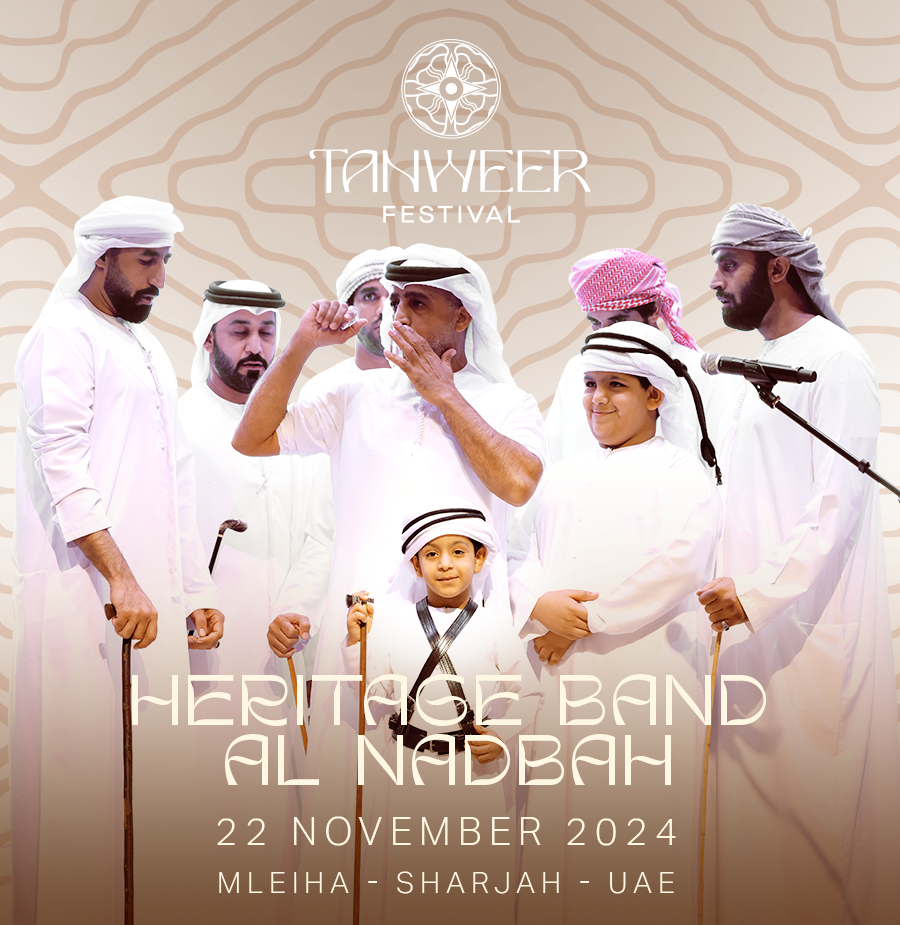 TANWEER
FESTIVAL
HERITAGE BAND
AL NADBAH
22 NOVEMBER 2024
MLEIHA - SHARJAH - UAE